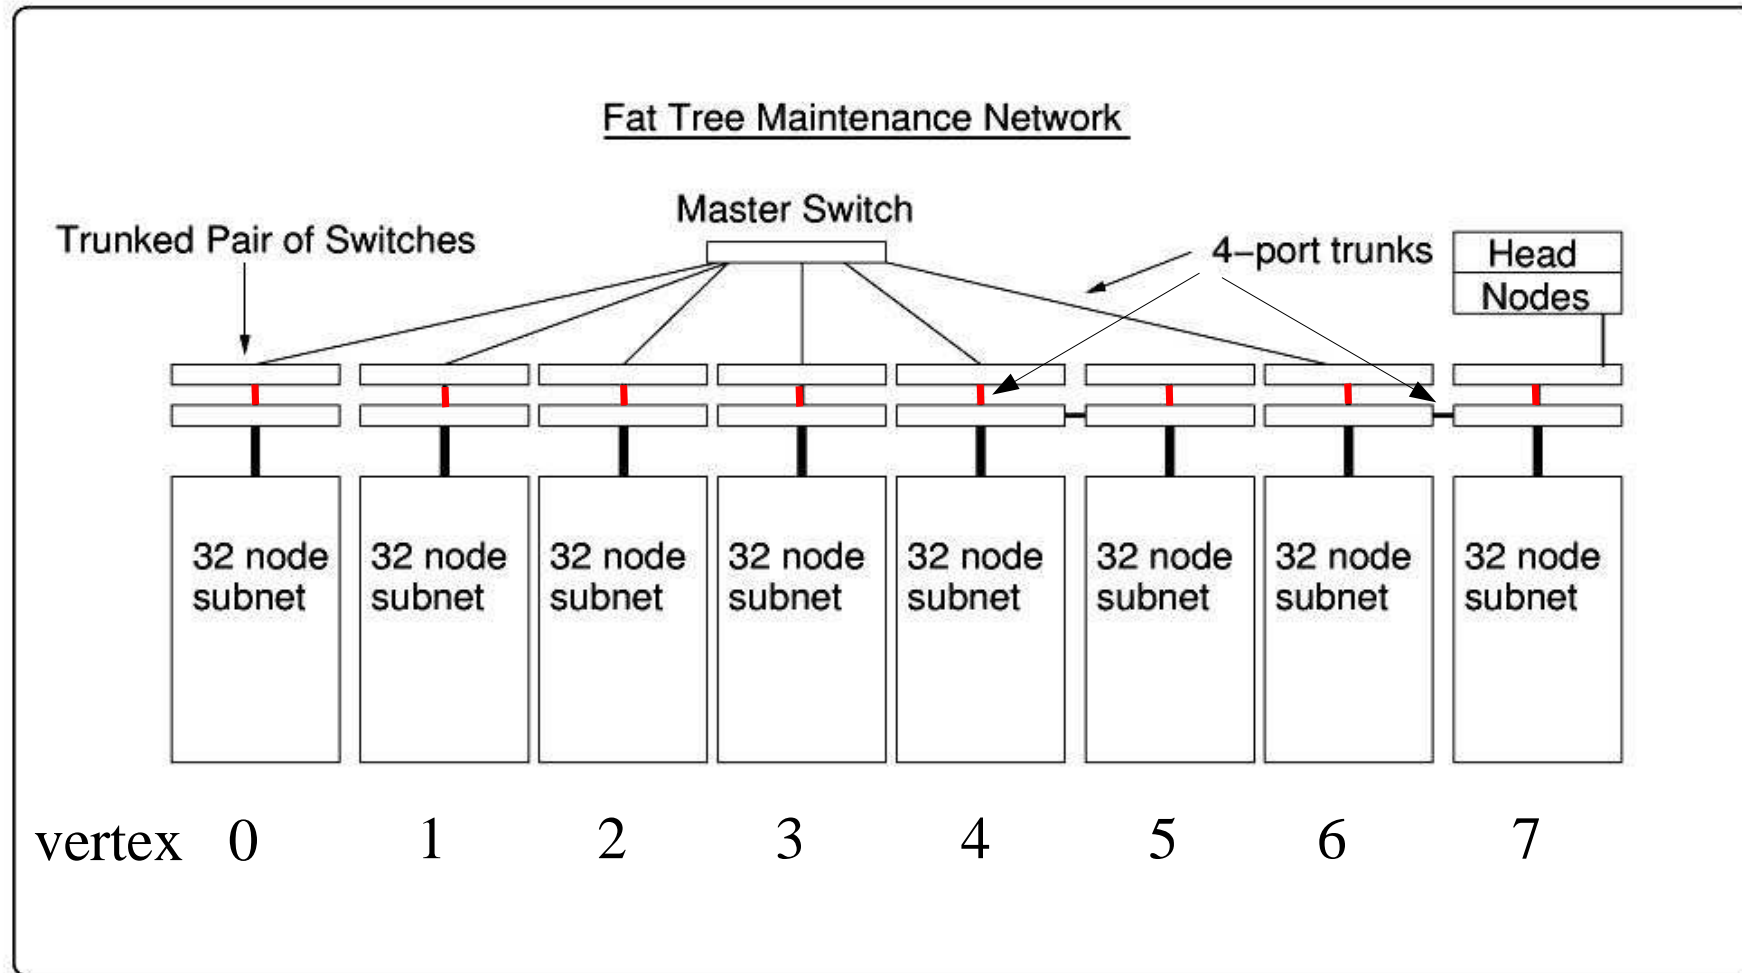 Fat Tree Maintenance Network
Master Switch
Trunked Pair of Switches
4-port trunks
Head
Nodes
32 node
subnet
32 node
subnet
32 node
subnet
32 node
subnet
32 node
subnet
32 node
subnet
32 node
subnet
32 node
subnet
vertex 0 1 2 3 4 5 6 7